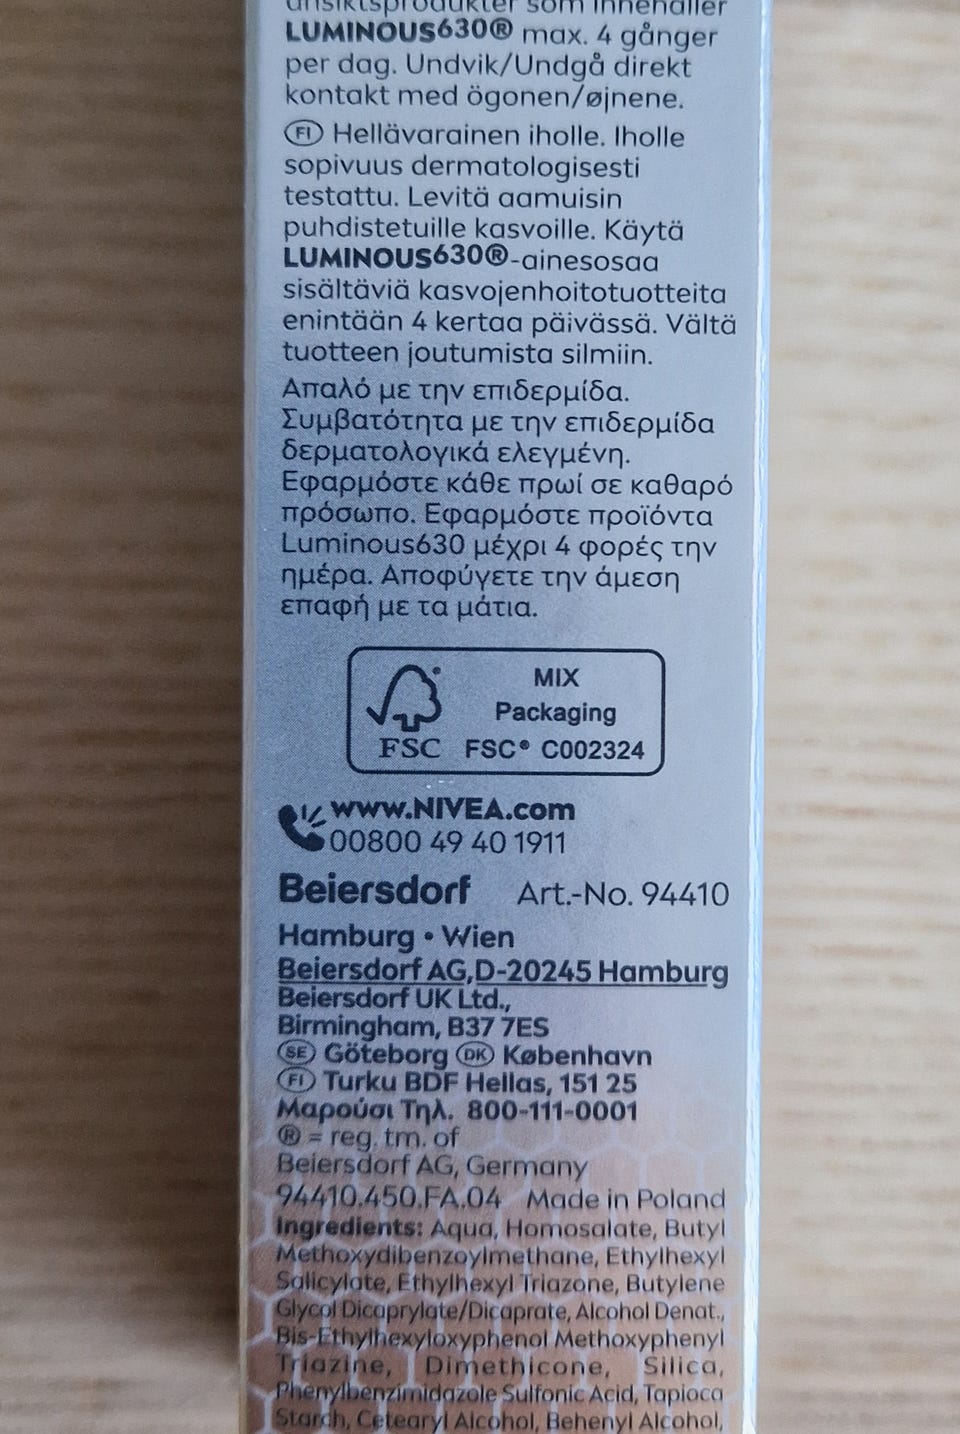 ansiktsprodukter som innehåller
LUMINOUS630® max. 4 gånger
per dag. Undvik/Undgå direkt
kontakt med ögonen/øjnene.
FI Hellävarainen iholle. Iholle
sopivuus dermatologisesti
testattu. Levitä aamuisin
puhdistetuille kasvoille. Käytä
LUMINOUS630®-ainesosaa
sisältäviä kasvojenhoitotuotteita
enintään 4 kertaa päivässä. Vältä
tuotteen joutumista silmiin.
Απαλό με την επιδερμίδα.
Συμβατότητα με την επιδερμίδα
δερματολογικά ελεγμένη.
Εφαρμόστε κάθε πρωί σε καθαρό
πρόσωπο. Εφαρμόστε προϊόντα
Luminous630 μέχρι 4 φορές την
ημέρα. Αποφύγετε την άμεση
επαφή με τα μάτια.
MIX
Packaging
FSC FSC® C002324
www.NIVEA.com
00800 49 40 1911
Beiersdorf Art.-No. 94410
Hamburg • Wien
Beiersdorf AG,D-20245 Hamburg
Beiersdorf UK Ltd.,
Birmingham, B37 7ES
SE Göteborg DK København
FI Turku BDF Hellas, 151 25
Μαρούσι Τηλ. 800-111-0001
® = reg. tm. of
Beiersdorf AG, Germany
94410.450.FA.04 Made in Poland
Ingredients: Aqua, Homosalate, Butyl
Methoxydibenzoylmethane, Ethylhexyl
Salicylate, Ethylhexyl Triazone, Butylene
Glycol Dicaprylate/Dicaprate, Alcohol Denat.,
Bis-Ethylhexyloxyphenol Methoxyphenyl
Triazine, Dimethicone, Silica,
Phenylbenzimidazole Sulfonic Acid, Tapioca
Starch, Cetearyl Alcohol, Behenyl Alcohol,